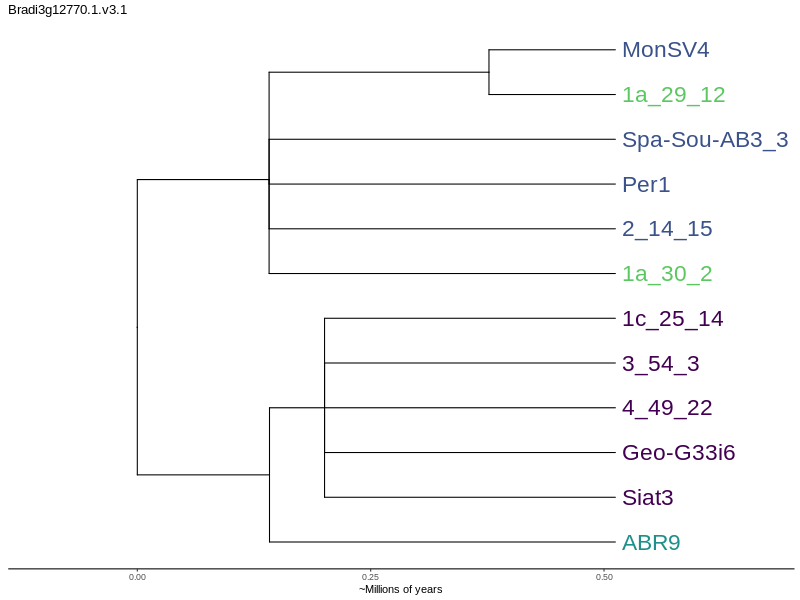 Bradi3g12770.1.v3.1
MonSV4
1a_29_12
Spa-Sou-AB3_3
Per1
2_14_15
1a_30_2
1c_25_14
3_54_3
4_49_22
Geo-G33i6
Siat3
ABR9
0.00 0.25 0.50
~Millions of years